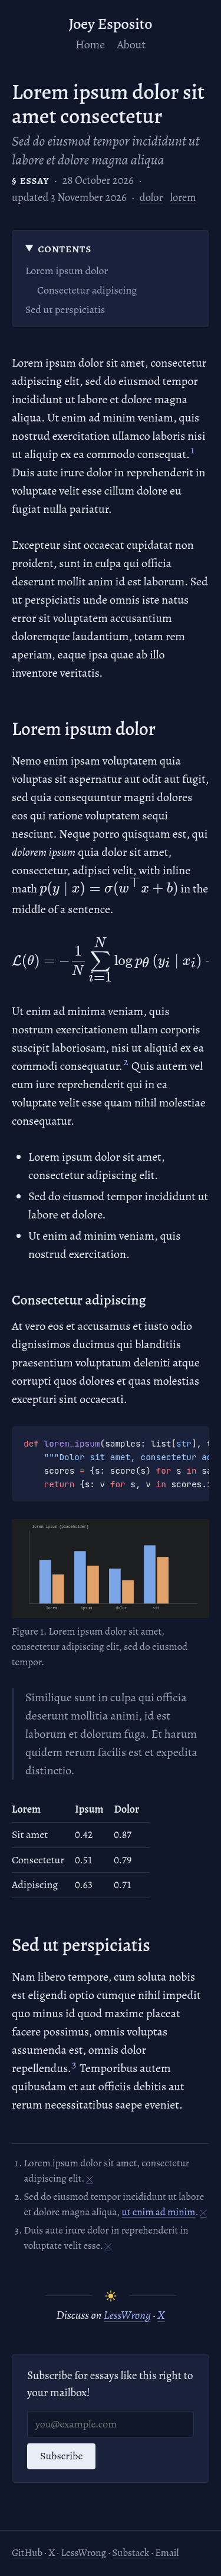 Joey Esposito
Home About
Lorem ipsum dolor sit
amet consectetur
Sed do eiusmod tempor incididunt ut
labore et dolore magna aliqua
§ ESSAY · 28 October 2026 ·
updated 3 November 2026 · dolor lorem
▼ CONTENTS
Lorem ipsum dolor
Consectetur adipiscing
Sed ut perspiciatis
Lorem ipsum dolor sit amet, consectetur
adipiscing elit, sed do eiusmod tempor
incididunt ut labore et dolore magna
aliqua. Ut enim ad minim veniam, quis
nostrud exercitation ullamco laboris nisi
ut aliquip ex ea commodo consequat.1
Duis aute irure dolor in reprehenderit in
voluptate velit esse cillum dolore eu
fugiat nulla pariatur.
Excepteur sint occaecat cupidatat non
proident, sunt in culpa qui officia
deserunt mollit anim id est laborum. Sed
ut perspiciatis unde omnis iste natus
error sit voluptatem accusantium
doloremque laudantium, totam rem
aperiam, eaque ipsa quae ab illo
inventore veritatis.
Lorem ipsum dolor
Nemo enim ipsam voluptatem quia
voluptas sit aspernatur aut odit aut fugit,
sed quia consequuntur magni dolores
eos qui ratione voluptatem sequi
nesciunt. Neque porro quisquam est, qui
dolorem ipsum quia dolor sit amet,
consectetur, adipisci velit, with inline
math p(y | x) = σ(w⊤x + b) in the
middle of a sentence.
ℒ(θ) = −1/N ∑_{i=1}^{N} log pθ (yi | xi) −
Ut enim ad minima veniam, quis
nostrum exercitationem ullam corporis
suscipit laboriosam, nisi ut aliquid ex ea
commodi consequatur.2 Quis autem vel
eum iure reprehenderit qui in ea
voluptate velit esse quam nihil molestiae
consequatur.
• Lorem ipsum dolor sit amet,
consectetur adipiscing elit.
• Sed do eiusmod tempor incididunt ut
labore et dolore.
• Ut enim ad minim veniam, quis
nostrud exercitation.
Consectetur adipiscing
At vero eos et accusamus et iusto odio
dignissimos ducimus qui blanditiis
praesentium voluptatum deleniti atque
corrupti quos dolores et quas molestias
excepturi sint occaecati.
def lorem_ipsum(samples: list[str], t
"""Dolor sit amet, consectetur ad
scores = {s: score(s) for s in sa
return {s: v for s, v in scores.i
lorem ipsum (placeholder)
lorem ipsum dolor sit
Figure 1. Lorem ipsum dolor sit amet,
consectetur adipiscing elit, sed do eiusmod
tempor.
Similique sunt in culpa qui officia
deserunt mollitia animi, id est
laborum et dolorum fuga. Et harum
quidem rerum facilis est et expedita
distinctio.
Lorem Ipsum Dolor
Sit amet 0.42 0.87
Consectetur 0.51 0.79
Adipiscing 0.63 0.71
Sed ut perspiciatis
Nam libero tempore, cum soluta nobis
est eligendi optio cumque nihil impedit
quo minus id quod maxime placeat
facere possimus, omnis voluptas
assumenda est, omnis dolor
repellendus.3 Temporibus autem
quibusdam et aut officiis debitis aut
rerum necessitatibus saepe eveniet.
1. Lorem ipsum dolor sit amet, consectetur
adipiscing elit.
2. Sed do eiusmod tempor incididunt ut labore
et dolore magna aliqua, ut enim ad minim.
3. Duis aute irure dolor in reprehenderit in
voluptate velit esse.
Discuss on LessWrong · X
Subscribe for essays like this right to
your mailbox!
you@example.com
Subscribe
GitHub · X · LessWrong · Substack · Email